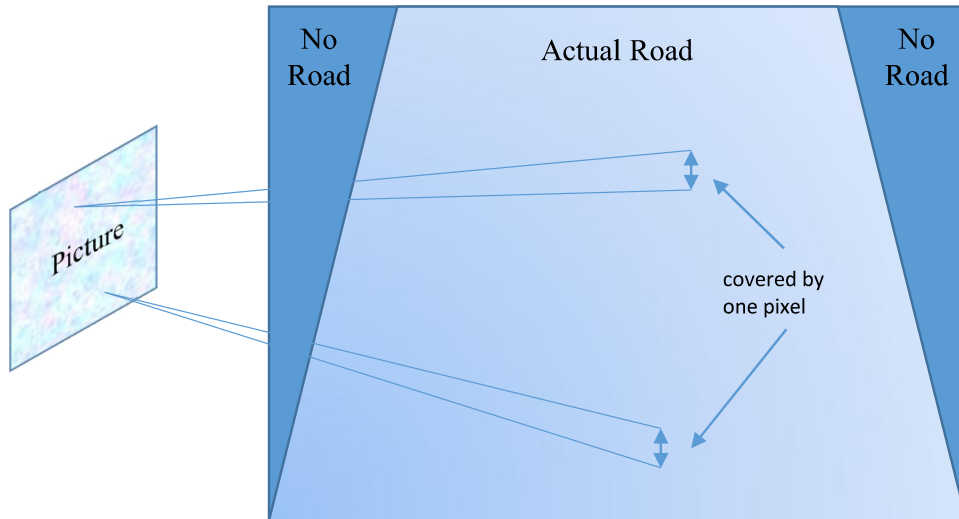 No
Road
Actual Road
No
Road
Picture
covered by
one pixel